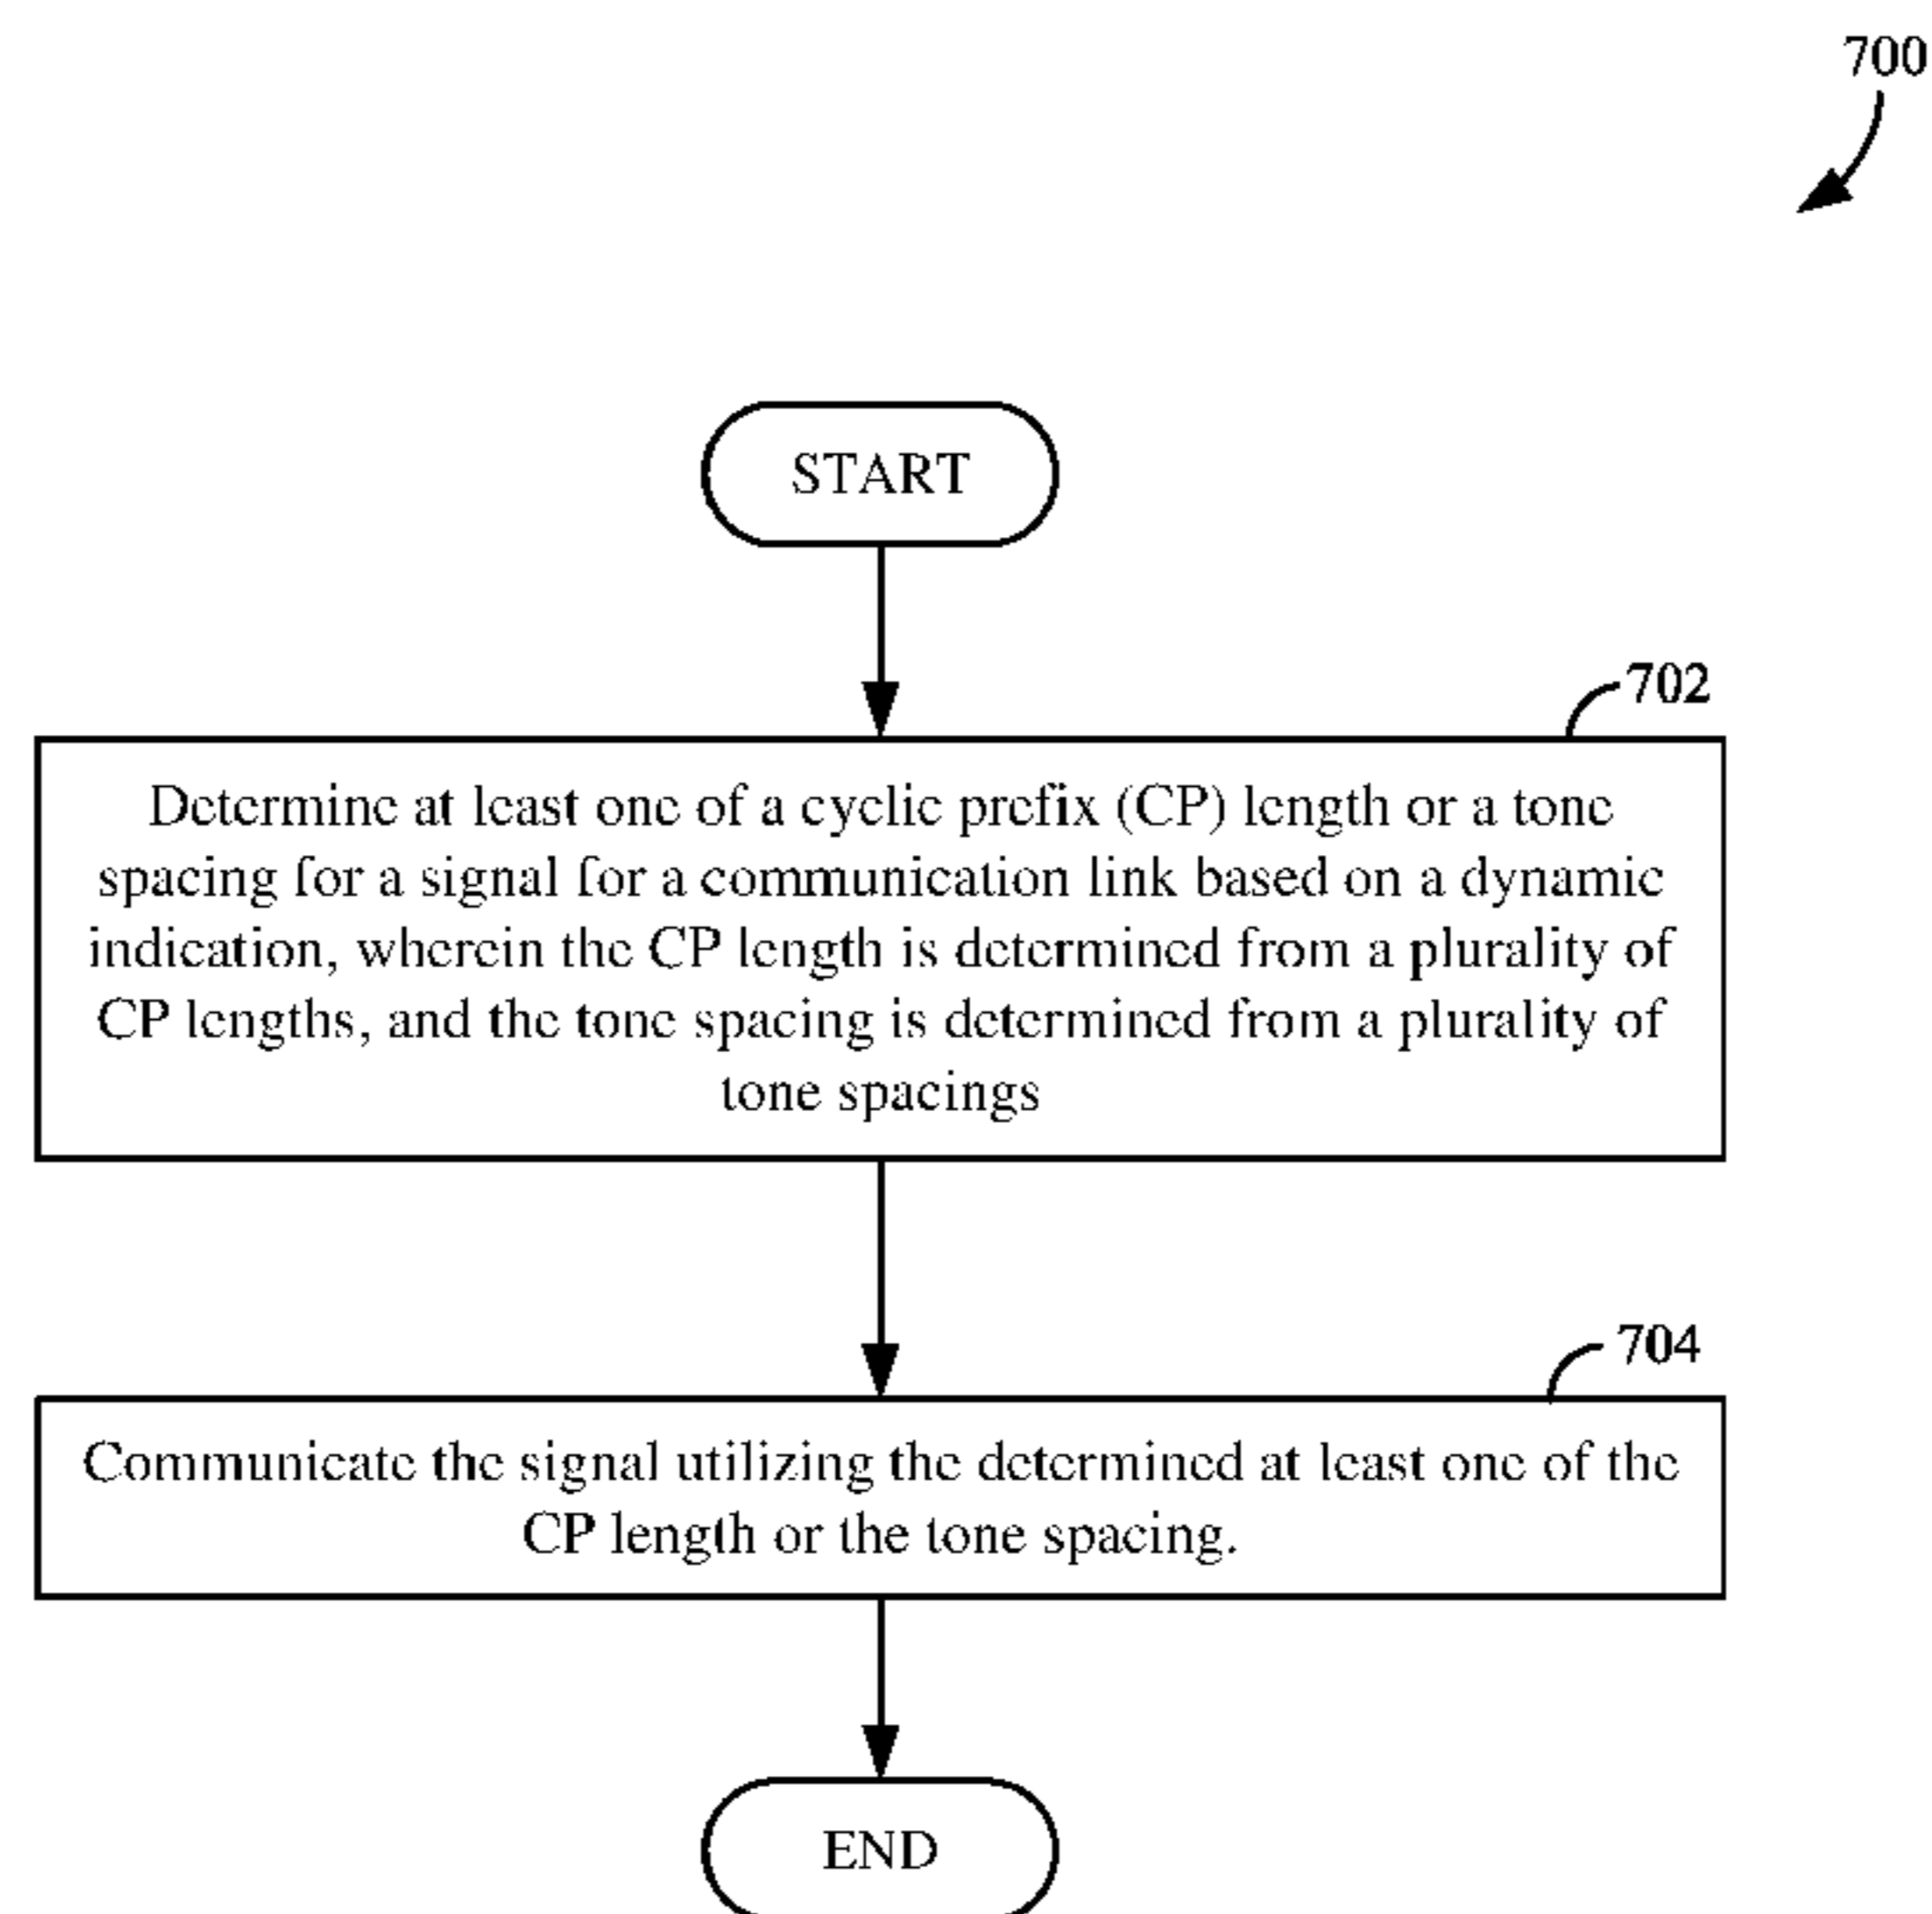 700
START
702
Determine at least one of a cyclic prefix (CP) length or a tone
spacing for a signal for a communication link based on a dynamic
indication, wherein the CP length is determined from a plurality of
CP lengths, and the tone spacing is determined from a plurality of
tone spacings
704
Communicate the signal utilizing the determined at least one of the
CP length or the tone spacing.
END